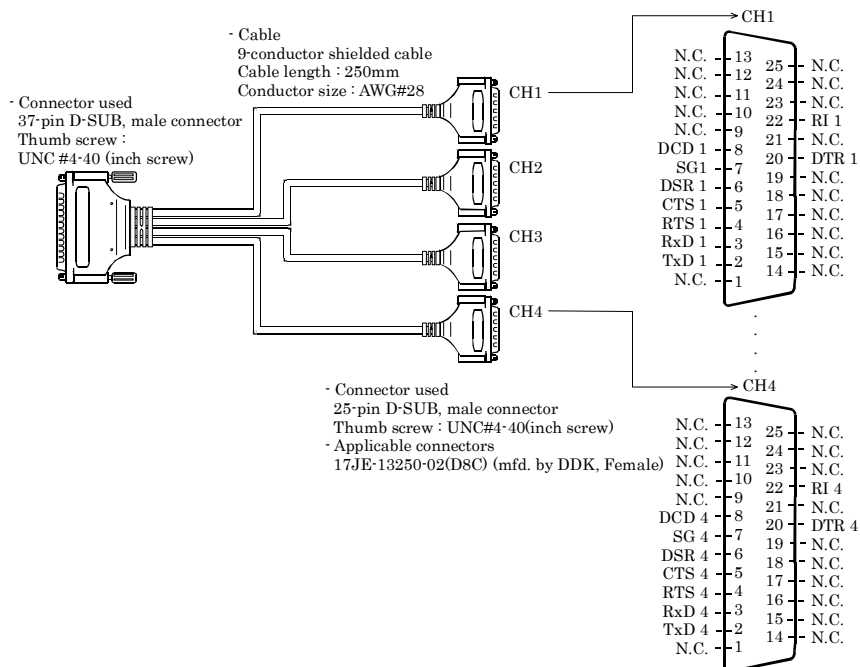 - Cable
9-conductor shielded cable
Cable length : 250mm
Conductor size : AWG#28
- Connector used
37-pin D-SUB, male connector
Thumb screw :
UNC #4-40 (inch screw)
CH1
CH2
CH3
CH4
- Connector used
25-pin D-SUB, male connector
Thumb screw : UNC#4-40(inch screw)
- Applicable connectors
17JE-13250-02(D8C) (mfd. by DDK, Female)
CH1
N.C. 13
25 N.C.
N.C. 12
24 N.C.
N.C. 11
23 N.C.
N.C. 10
22 RI 1
N.C. 9
21 N.C.
DCD 1 8
20 DTR 1
SG1 7
19 N.C.
DSR 1 6
18 N.C.
CTS 1 5
17 N.C.
RTS 1 4
16 N.C.
RxD 1 3
15 N.C.
TxD 1 2
14 N.C.
N.C. 1
CH4
N.C. 13
25 N.C.
N.C. 12
24 N.C.
N.C. 11
23 N.C.
N.C. 10
22 RI 4
N.C. 9
21 N.C.
DCD 4 8
20 DTR 4
SG 4 7
19 N.C.
DSR 4 6
18 N.C.
CTS 4 5
17 N.C.
RTS 4 4
16 N.C.
RxD 4 3
15 N.C.
TxD 4 2
14 N.C.
N.C. 1